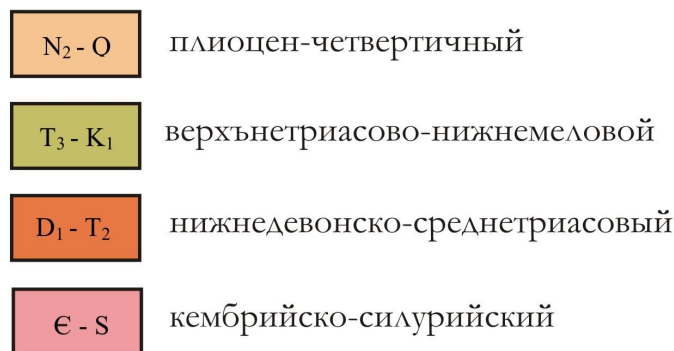 N₂ - Q плиоцен-четвертичный
T₃ - K₁ верхънетриасово-нижнемеловой
D₁ - T₂ нижнедевонско-среднетриасовый
Є - S кембрийско-силурийский